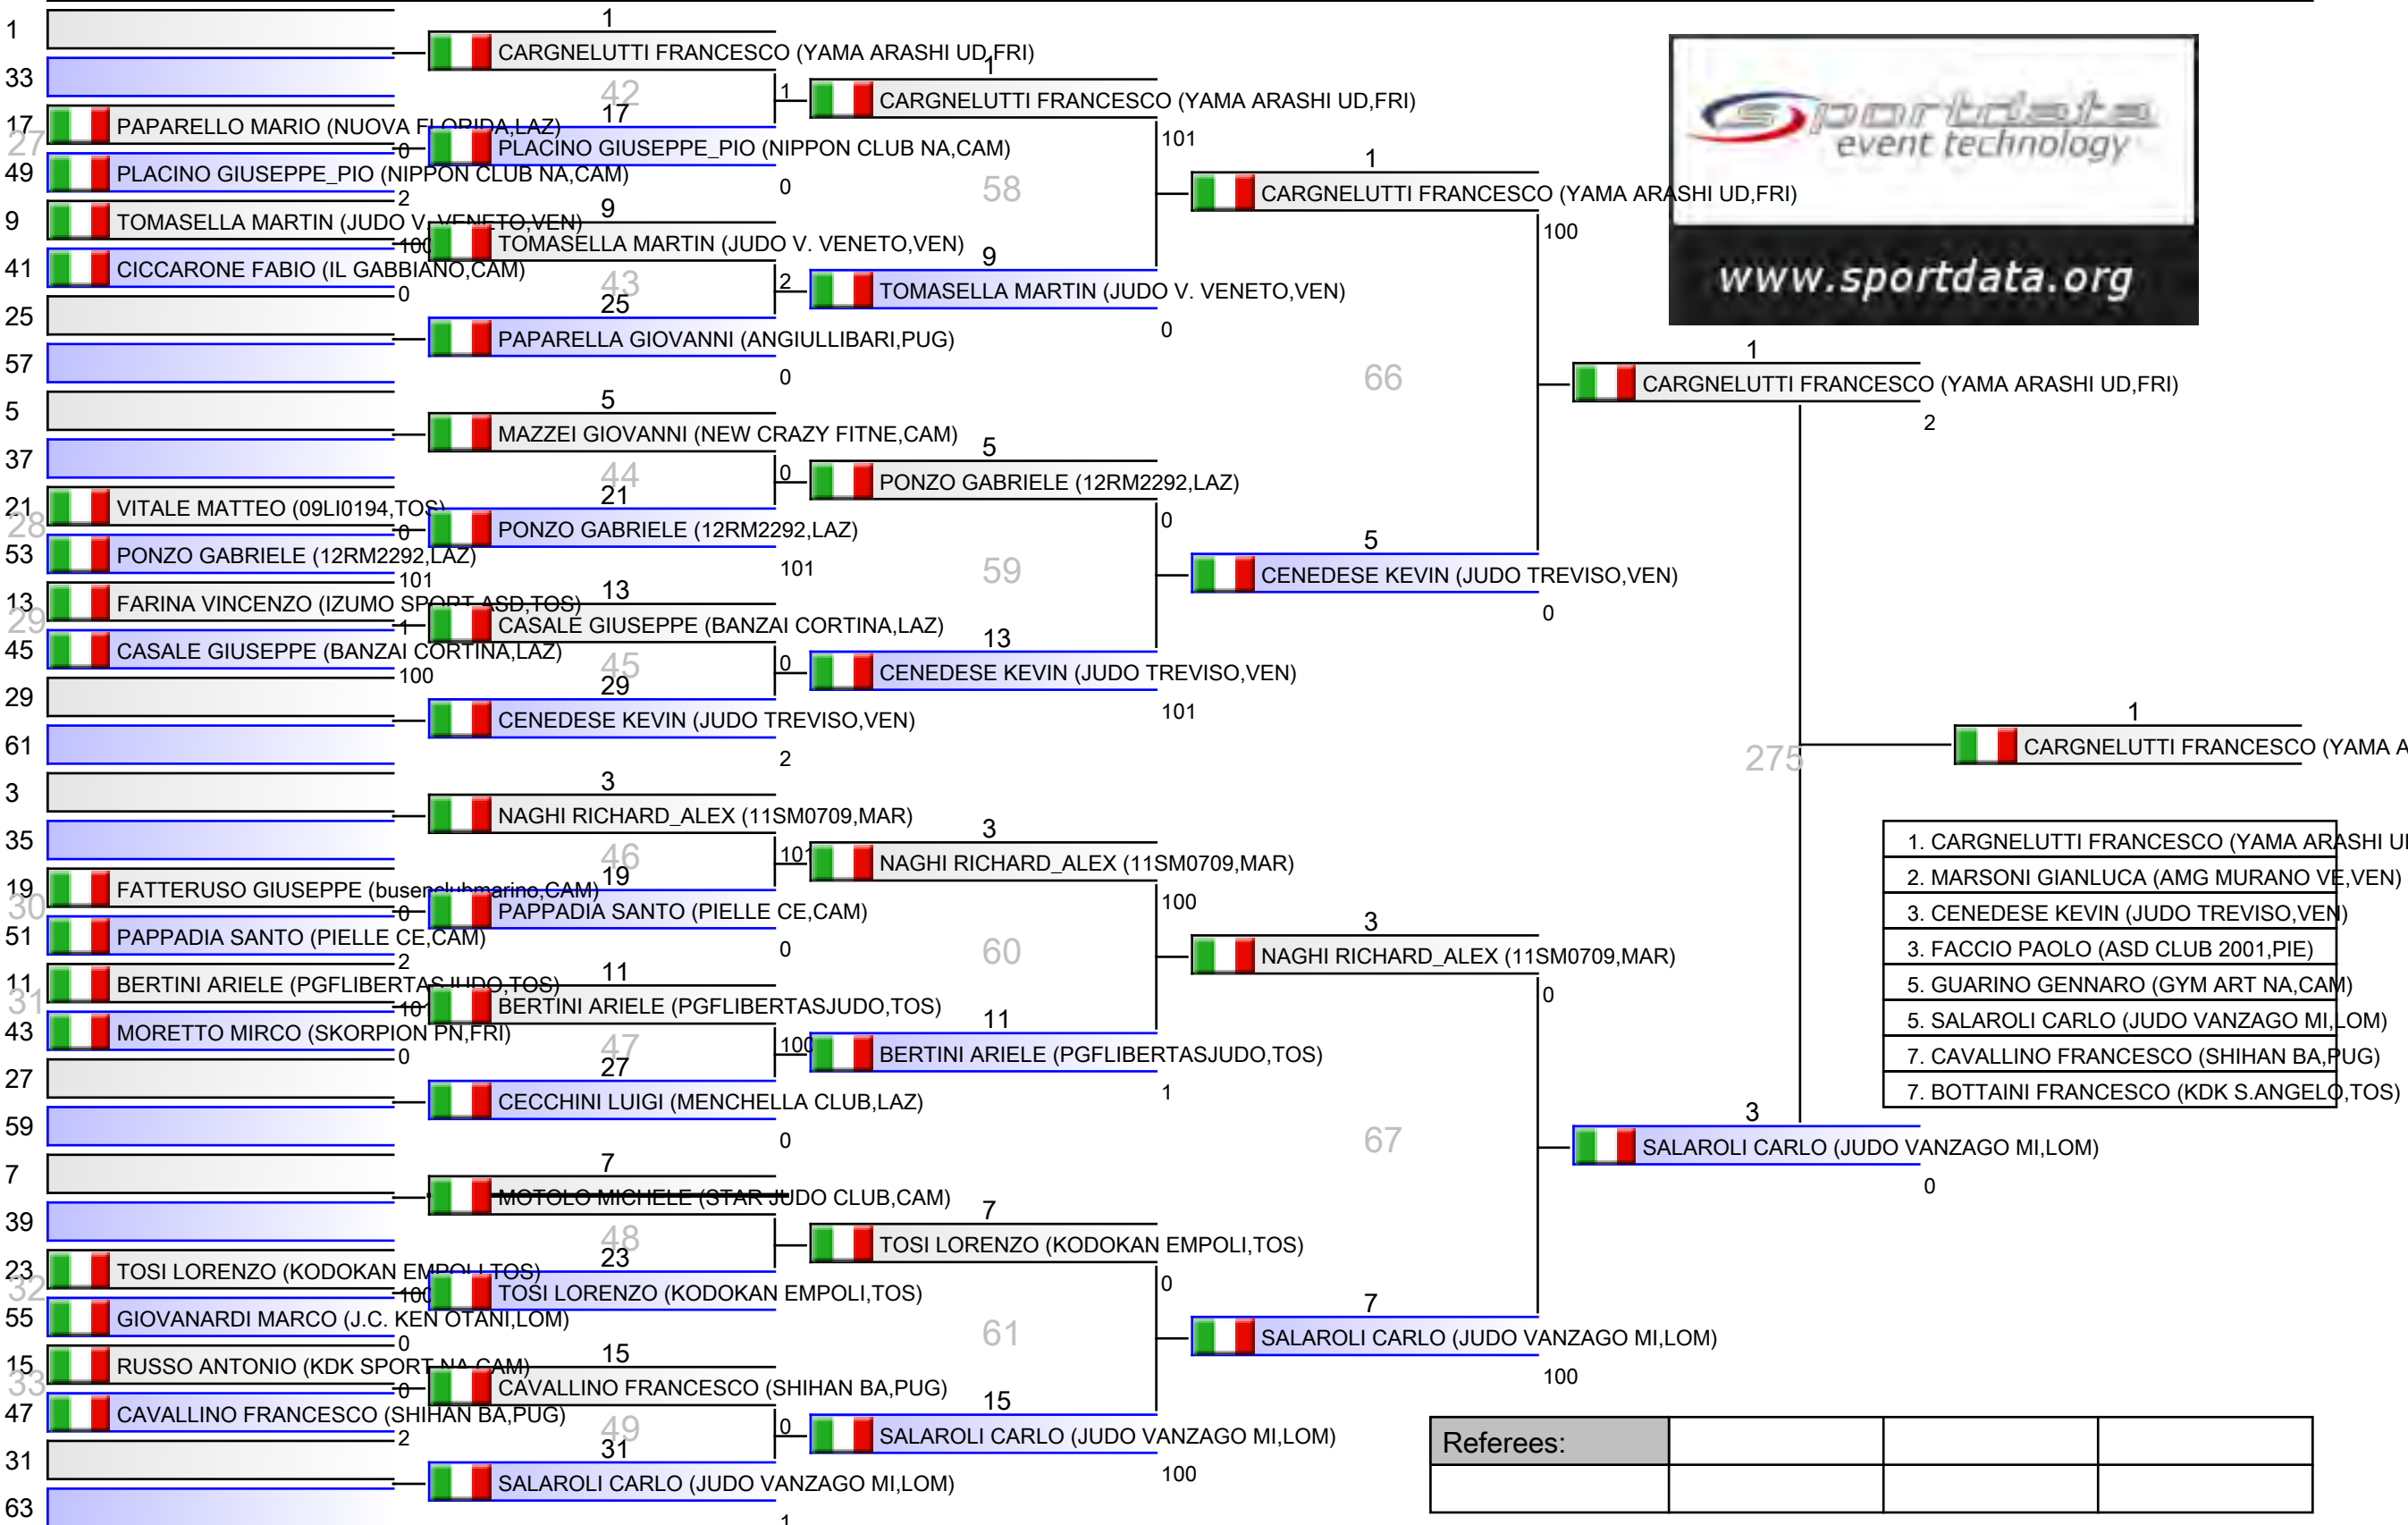 1
33
17 PAPARELLO MARIO (NUOVA FLORIDA,LAZ)
0
27
49 PLACINO GIUSEPPE_PIO (NIPPON CLUB NA,CAM)
2
9 TOMASELLA MARTIN (JUDO V. VENETO,VEN)
100
41 CICCARONE FABIO (IL GABBIANO,CAM)
0
25
57
5
37
21 VITALE MATTEO (09LI0194,TOS)
0
28
53 PONZO GABRIELE (12RM2292,LAZ)
101
13 FARINA VINCENZO (IZUMO SPORT ASD,TOS)
1
29
45 CASALE GIUSEPPE (BANZAI CORTINA,LAZ)
100
29
61
3
35
19 FATTERUSO GIUSEPPE (busenclubmarino,CAM)
0
30
51 PAPPADIA SANTO (PIELLE CE,CAM)
2
11 BERTINI ARIELE (PGFLIBERTASJUDO,TOS)
101
31
43 MORETTO MIRCO (SKORPION PN,FRI)
0
27
59
7
39
23 TOSI LORENZO (KODOKAN EMPOLI,TOS)
100
32
55 GIOVANARDI MARCO (J.C. KEN OTANI,LOM)
0
15 RUSSO ANTONIO (KDK SPORT NA,CAM)
0
33
47 CAVALLINO FRANCESCO (SHIHAN BA,PUG)
2
31
63
1
CARGNELUTTI FRANCESCO (YAMA ARASHI UD,FRI)
1
42
17
PLACINO GIUSEPPE_PIO (NIPPON CLUB NA,CAM)
0
9
TOMASELLA MARTIN (JUDO V. VENETO,VEN)
2
43
25
PAPARELLA GIOVANNI (ANGIULLIBARI,PUG)
0
5
MAZZEI GIOVANNI (NEW CRAZY FITNE,CAM)
0
44
21
PONZO GABRIELE (12RM2292,LAZ)
101
13
CASALE GIUSEPPE (BANZAI CORTINA,LAZ)
0
45
29
CENEDESE KEVIN (JUDO TREVISO,VEN)
2
3
NAGHI RICHARD_ALEX (11SM0709,MAR)
101
46
19
PAPPADIA SANTO (PIELLE CE,CAM)
0
11
BERTINI ARIELE (PGFLIBERTASJUDO,TOS)
100
47
27
CECCHINI LUIGI (MENCHELLA CLUB,LAZ)
0
7
MOTOLO MICHELE (STAR JUDO CLUB,CAM)
48
23
TOSI LORENZO (KODOKAN EMPOLI,TOS)
15
CAVALLINO FRANCESCO (SHIHAN BA,PUG)
0
49
31
SALAROLI CARLO (JUDO VANZAGO MI,LOM)
1
1
CARGNELUTTI FRANCESCO (YAMA ARASHI UD,FRI)
101
58
9
TOMASELLA MARTIN (JUDO V. VENETO,VEN)
0
5
PONZO GABRIELE (12RM2292,LAZ)
0
59
13
CENEDESE KEVIN (JUDO TREVISO,VEN)
101
3
NAGHI RICHARD_ALEX (11SM0709,MAR)
100
60
11
BERTINI ARIELE (PGFLIBERTASJUDO,TOS)
1
7
TOSI LORENZO (KODOKAN EMPOLI,TOS)
0
61
15
SALAROLI CARLO (JUDO VANZAGO MI,LOM)
100
1
CARGNELUTTI FRANCESCO (YAMA ARASHI UD,FRI)
100
66
5
CENEDESE KEVIN (JUDO TREVISO,VEN)
0
3
NAGHI RICHARD_ALEX (11SM0709,MAR)
0
67
7
SALAROLI CARLO (JUDO VANZAGO MI,LOM)
100
sportdata
event technology
www.sportdata.org
1
CARGNELUTTI FRANCESCO (YAMA ARASHI UD,FRI)
2
275
3
SALAROLI CARLO (JUDO VANZAGO MI,LOM)
0
1
CARGNELUTTI FRANCESCO (YAMA A
1. CARGNELUTTI FRANCESCO (YAMA ARASHI U
2. MARSONI GIANLUCA (AMG MURANO VE,VEN)
3. CENEDESE KEVIN (JUDO TREVISO,VEN)
3. FACCIO PAOLO (ASD CLUB 2001,PIE)
5. GUARINO GENNARO (GYM ART NA,CAM)
5. SALAROLI CARLO (JUDO VANZAGO MI,LOM)
7. CAVALLINO FRANCESCO (SHIHAN BA,PUG)
7. BOTTAINI FRANCESCO (KDK S.ANGELO,TOS)
Referees: